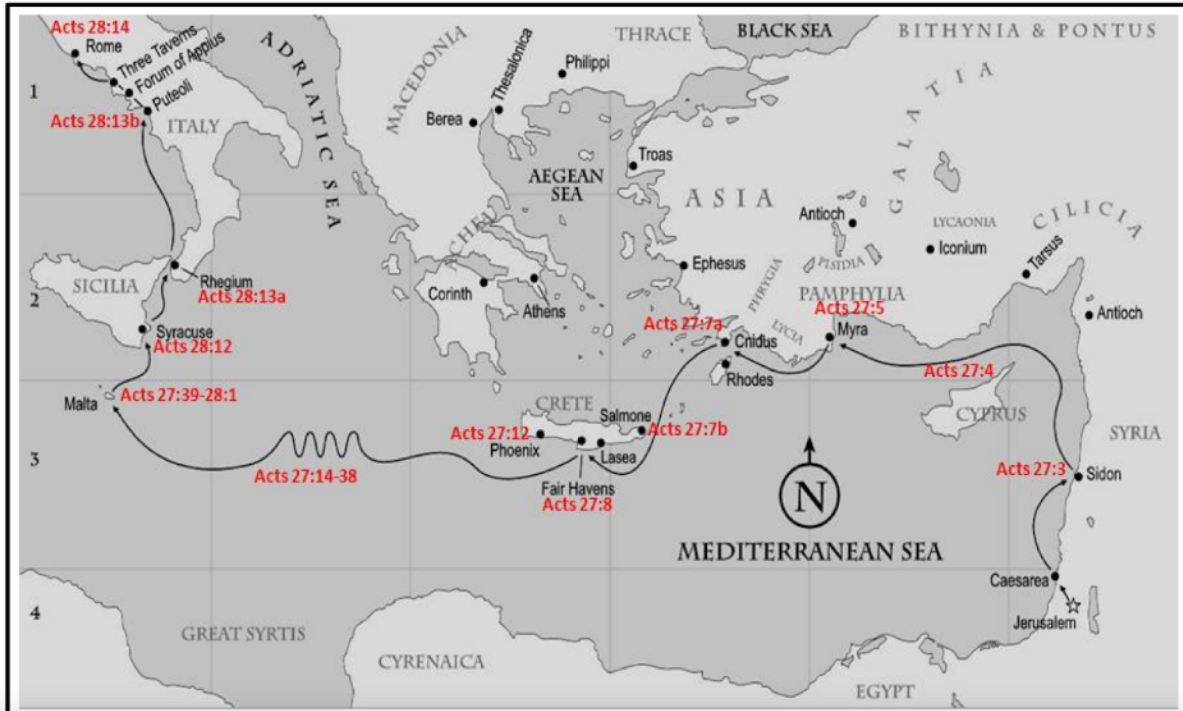 Acts 28:14
Rome
Three Taverns
Forum of Appius
Puteoli
1
Acts 28:13b
ITALY
ADRIATIC SEA
MACEDONIA
Thessalonica
Philippi
Berea
THRACE
BLACK SEA
BITHYNIA & PONTUS
AEGEAN
SEA
Troas
ASIA
GALATIA
Antioch
LYCAONIA
Iconium
PISIDIA
CILICIA
Tarsus
2
SICILIA
Rhegium
Acts 28:13a
Syracuse
Acts 28:12
ACHEA
Corinth
Athens
Ephesus
PHRYGIA
PAMPHYLIA
Acts 27:5
Myra
LYCIA
Acts 27:7a
Cnidus
Rhodes
Antioch
Acts 27:4
CYPRUS
SYRIA
Malta
Acts 27:39-28:1
3
CRETE
Salmone
Acts 27:12
Acts 27:7b
Phoenix
Lasea
Fair Havens
Acts 27:8
Acts 27:14-38
N
MEDITERRANEAN SEA
Acts 27:3
Sidon
Caesarea
Jerusalem
4
GREAT SYRTIS
CYRENAICA
EGYPT